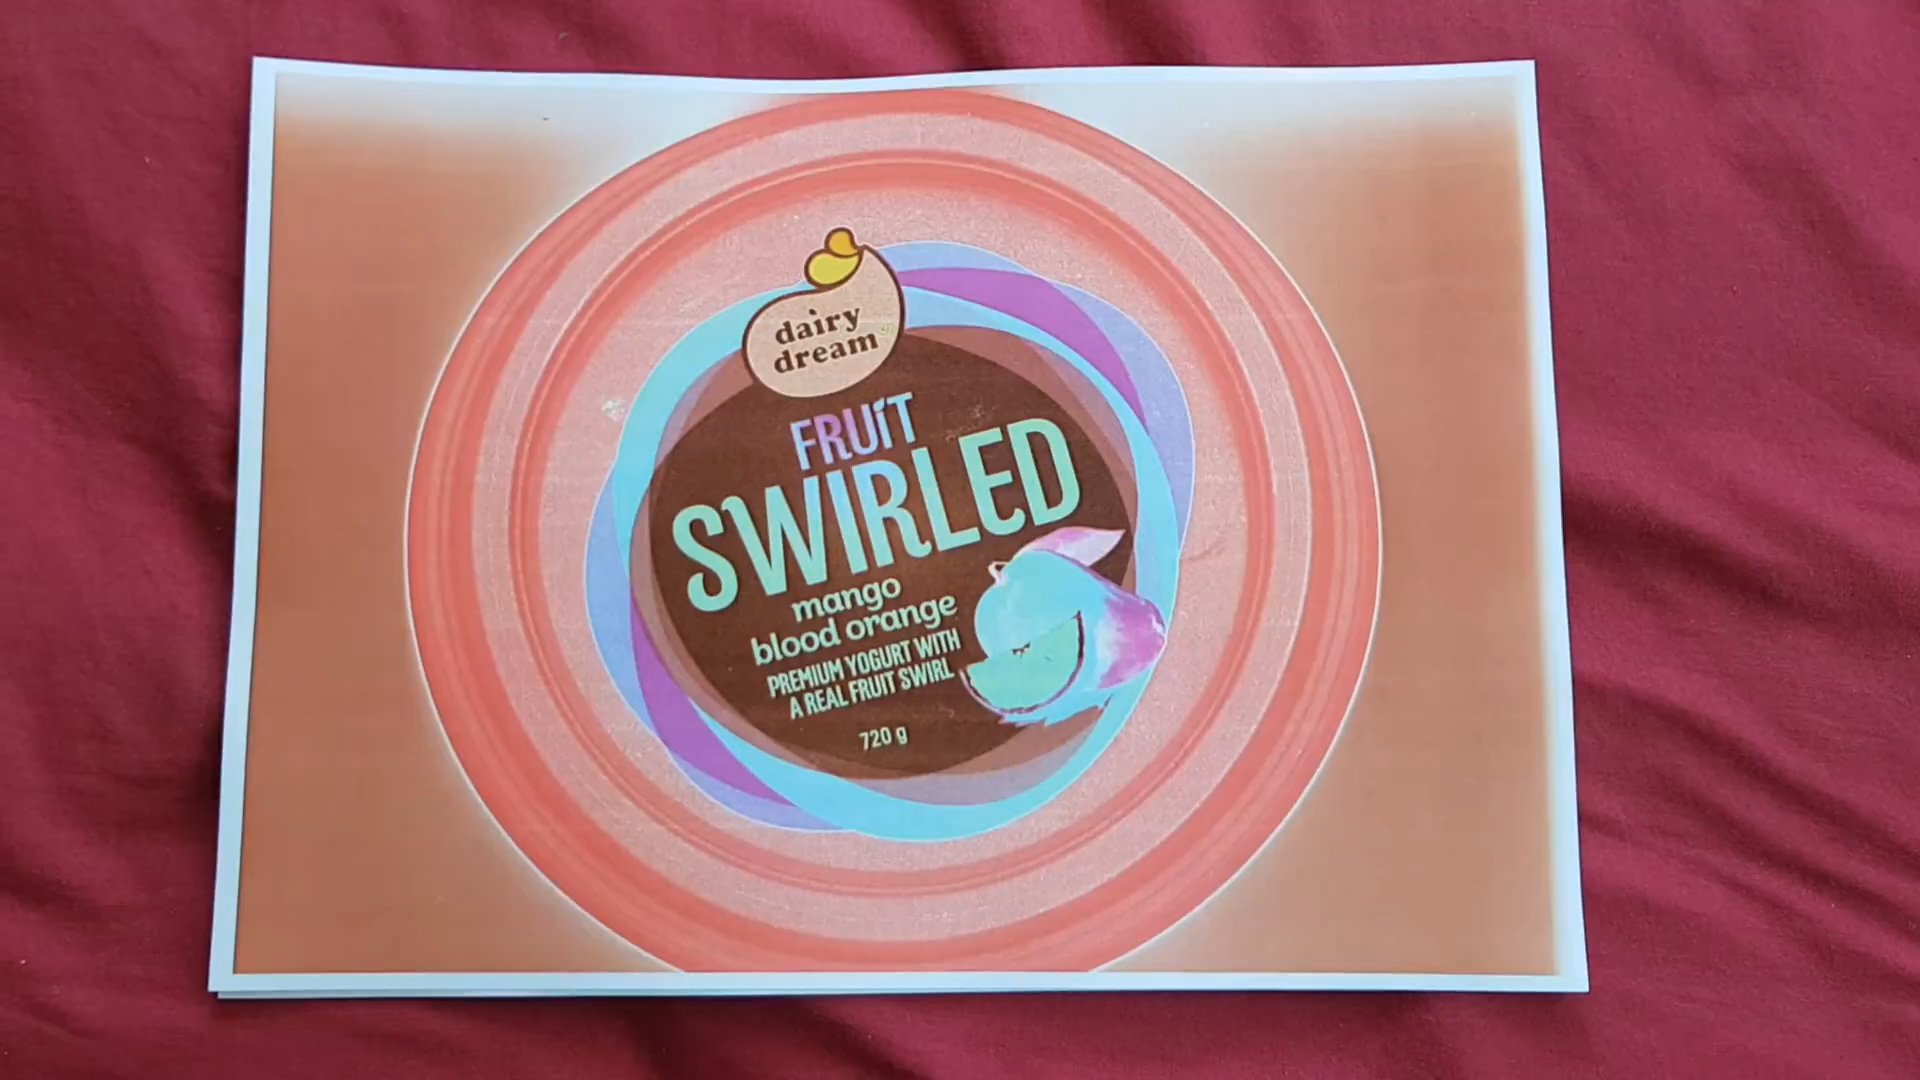 dairy
dream
FRUIT
SWIRLED
mango
blood orange
PREMIUM YOGURT WITH
A REAL FRUIT SWIRL
720 g